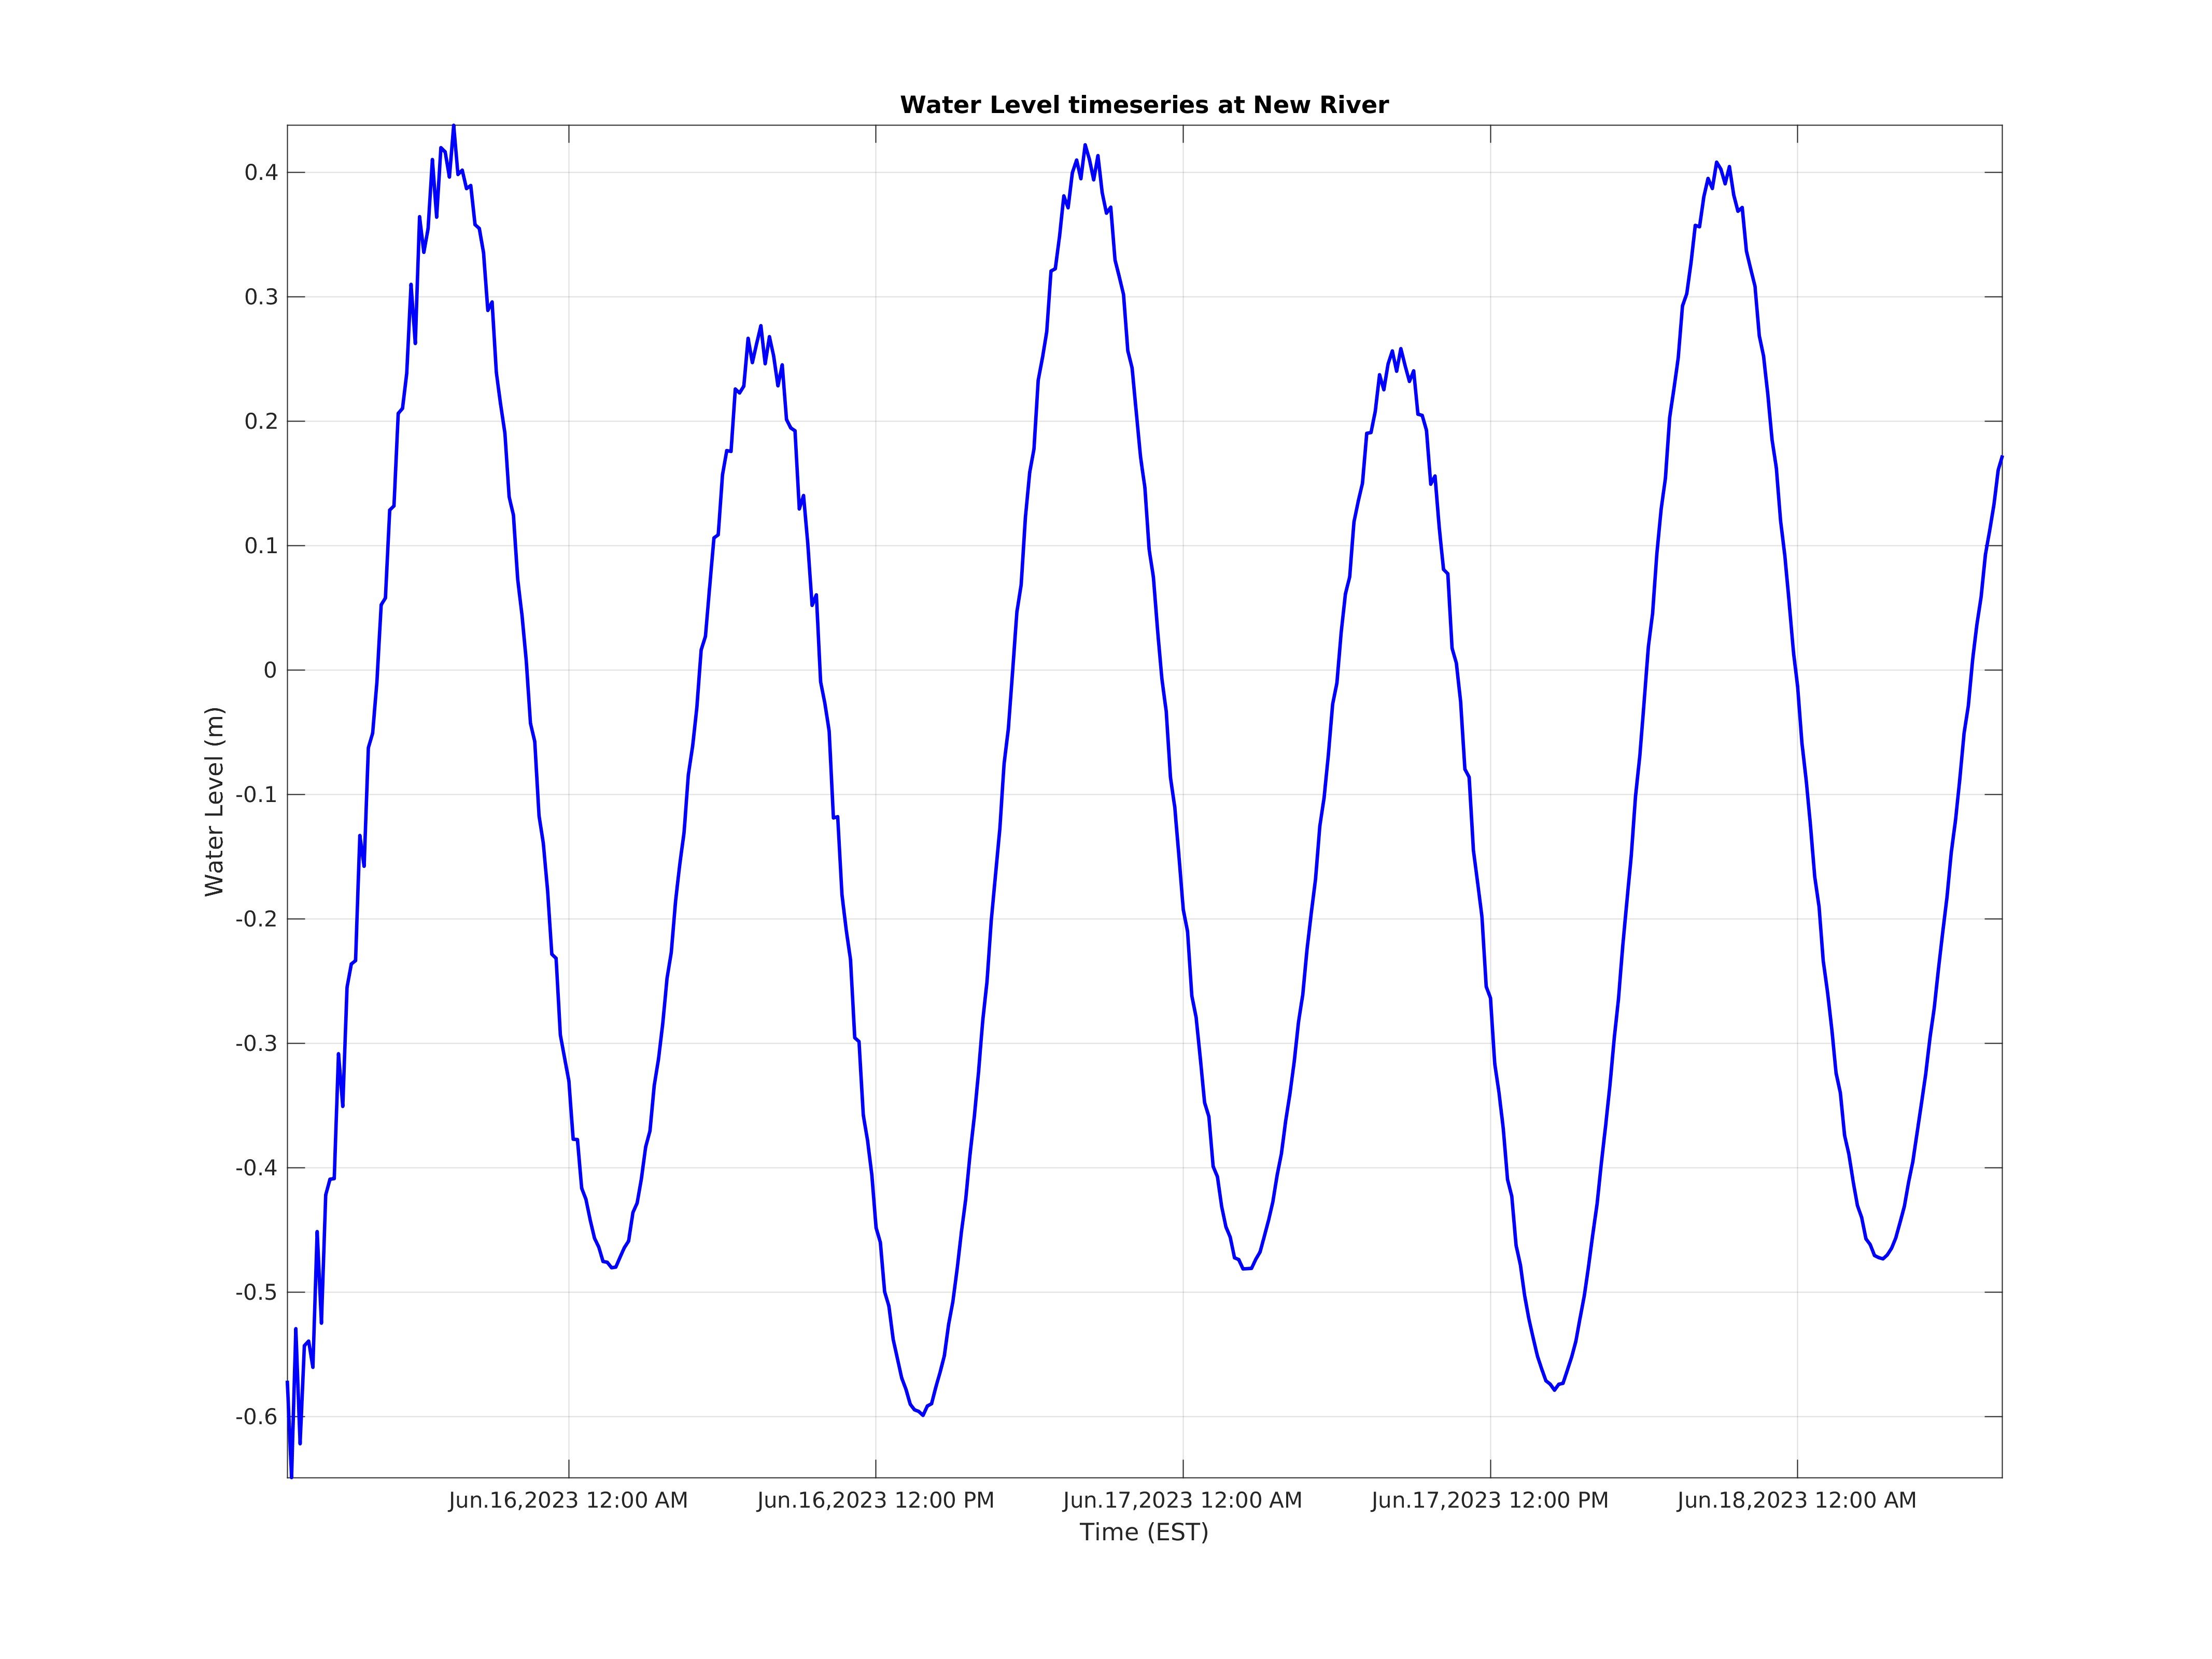 Water Level timeseries at New River
0.4
0.3
0.2
0.1
0
-0.1
-0.2
-0.3
-0.4
-0.5
-0.6
Water Level (m)
Jun.16,2023 12:00 AM Jun.16,2023 12:00 PM Jun.17,2023 12:00 AM Jun.17,2023 12:00 PM Jun.18,2023 12:00 AM
Time (EST)